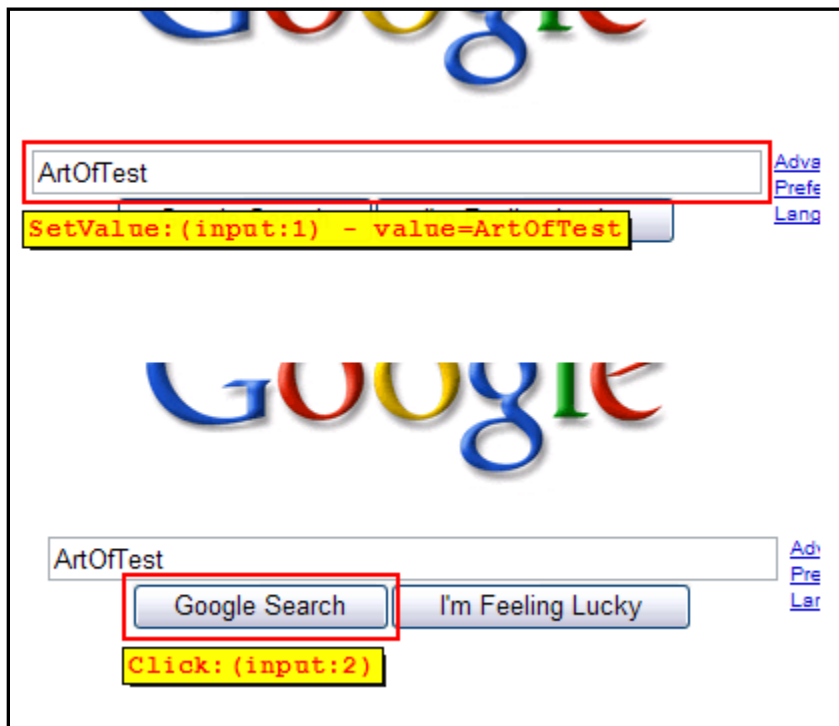 Google
ArtOfTest
Adva
Prefe
Lang
SetValue:(input:1) - value=ArtOfTest
Google
ArtOfTest
Adv
Pre
Lar
Google Search
I'm Feeling Lucky
Click:(input:2)